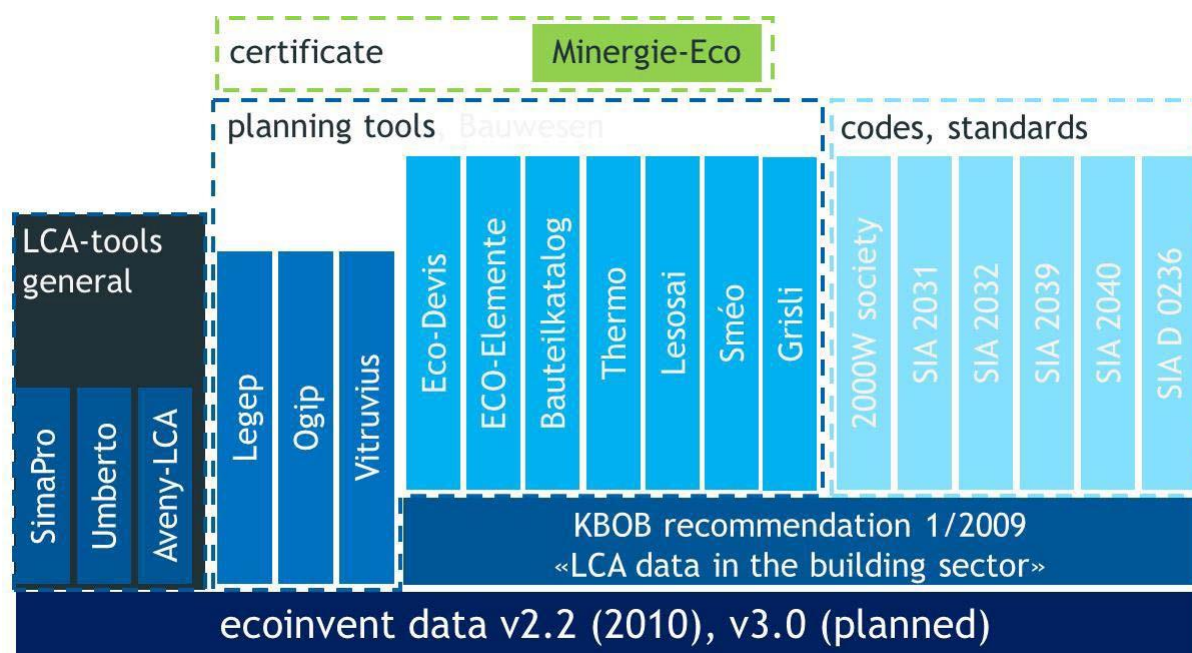 certificate
Minergie-Eco
planning tools, Bauwesen
codes, standards
LCA-tools
general
SimaPro
Umberto
Aveny-LCA
Legep
Ogip
Vitruvius
Eco-Devis
ECO-Elemente
Bauteilkatalog
Thermo
Lesosai
Sméo
Grisli
2000W society
SIA 2031
SIA 2032
SIA 2039
SIA 2040
SIA D 0236
KBOB recommendation 1/2009
«LCA data in the building sector»
ecoinvent data v2.2 (2010), v3.0 (planned)